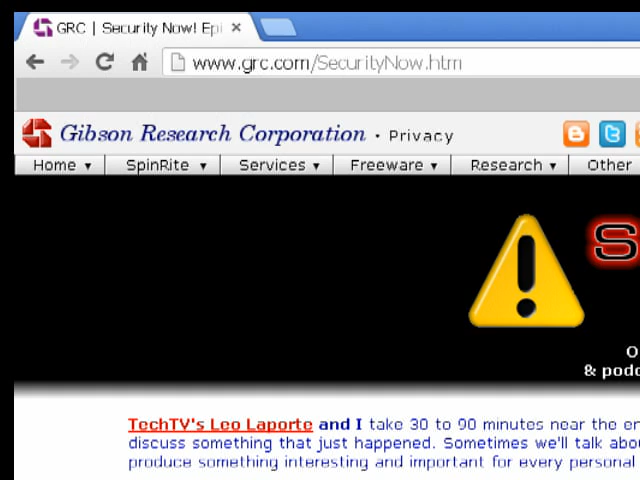 GRC | Security Now! Epi
www.grc.com/SecurityNow.htm
Gibson Research Corporation · Privacy
Home ▾ SpinRite ▾ Services ▾ Freeware ▾ Research ▾ Other
S
O
& podc
TechTV's Leo Laporte and I take 30 to 90 minutes near the en
discuss something that just happened. Sometimes we'll talk abou
produce something interesting and important for every personal